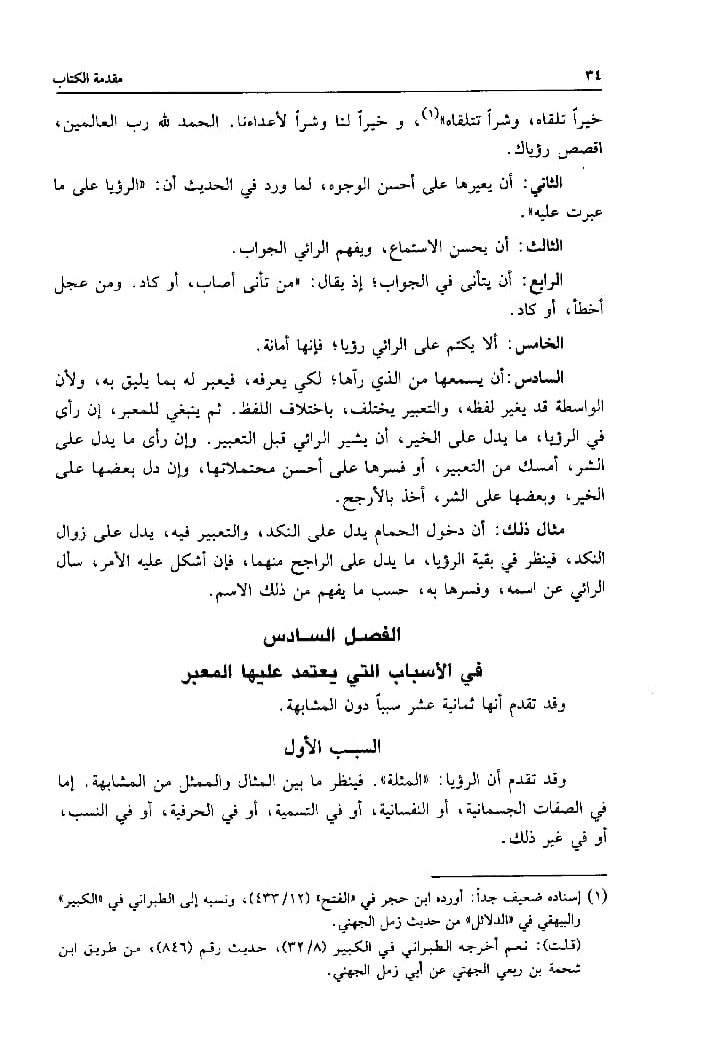 ٣٤
مقدمة الكتاب
خيراً تلقاه، وشراً تتلقاه»(١)، و خيراً لنا وشراً لأعداءنا. الحمد لله رب العالمين،
اقصص رؤياك.
الثاني: أن يعبرها على أحسن الوجوه، لما ورد في الحديث أن: «الرؤيا على ما
عبرت عليه».
الثالث: أن يحسن الاستماع، ويفهم الرائي الجواب.
الرابع: أن يتأنى في الجواب؛ إذ يقال: «من تأنى أصاب، أو كاد. ومن عجل
أخطأ، أو كاد.
الخامس: ألا يكتم على الرائي رؤيا؛ فإنها أمانة.
السادس: أن يسمعها من الذي رآها؛ لكي يعرفه، فيعبر له بما يليق به، ولأن
الواسطة قد يغير لفظه، والتعبير يختلف، باختلاف اللفظ. ثم ينبغي للمعبر، إن رأى
في الرؤيا، ما يدل على الخير، أن يشير الرائي قبل التعبير. وإن رأى ما يدل على
الشر، أمسك من التعبير، أو فسرها على أحسن محتملاتها، وإن دل بعضها على
الخير، وبعضها على الشر، أخذ بالأرجح.
مثال ذلك: أن دخول الحمام يدل على النكد، والتعبير فيه، يدل على زوال
النكد، فينظر في بقية الرؤيا، ما يدل على الراجح منهما، فإن أشكل عليه الأمر، سأل
الرائي عن اسمه، وفسرها به، حسب ما يفهم من ذلك الاسم.
الفصل السادس
في الأسباب التي يعتمد عليها المعبر
وقد تقدم أنها ثمانية عشر سبباً دون المشابهة.
السبب الأول
وقد تقدم أن الرؤيا: «المثلة». فينظر ما بين المثال والممثل من المشابهة. إما
في الصفات الجسمانية، أو النفسانية، أو في التسمية، أو في الحرفية، أو في النسب،
أو في غير ذلك.
(١) إسناده ضعيف جداً: أورده ابن حجر في «الفتح» (٤٣٣/١٢)، ونسبه إلى الطبراني في «الكبير»
والبيهقي في «الدلائل» من حديث زمل الجهني.
(قلت): نعم أخرجه الطبراني في الكبير (٣٢/٨)، حديث رقم (٨٤٦)، من طريق ابن
شحمة بن ربعي الجهني عن أبي زمل الجهني.